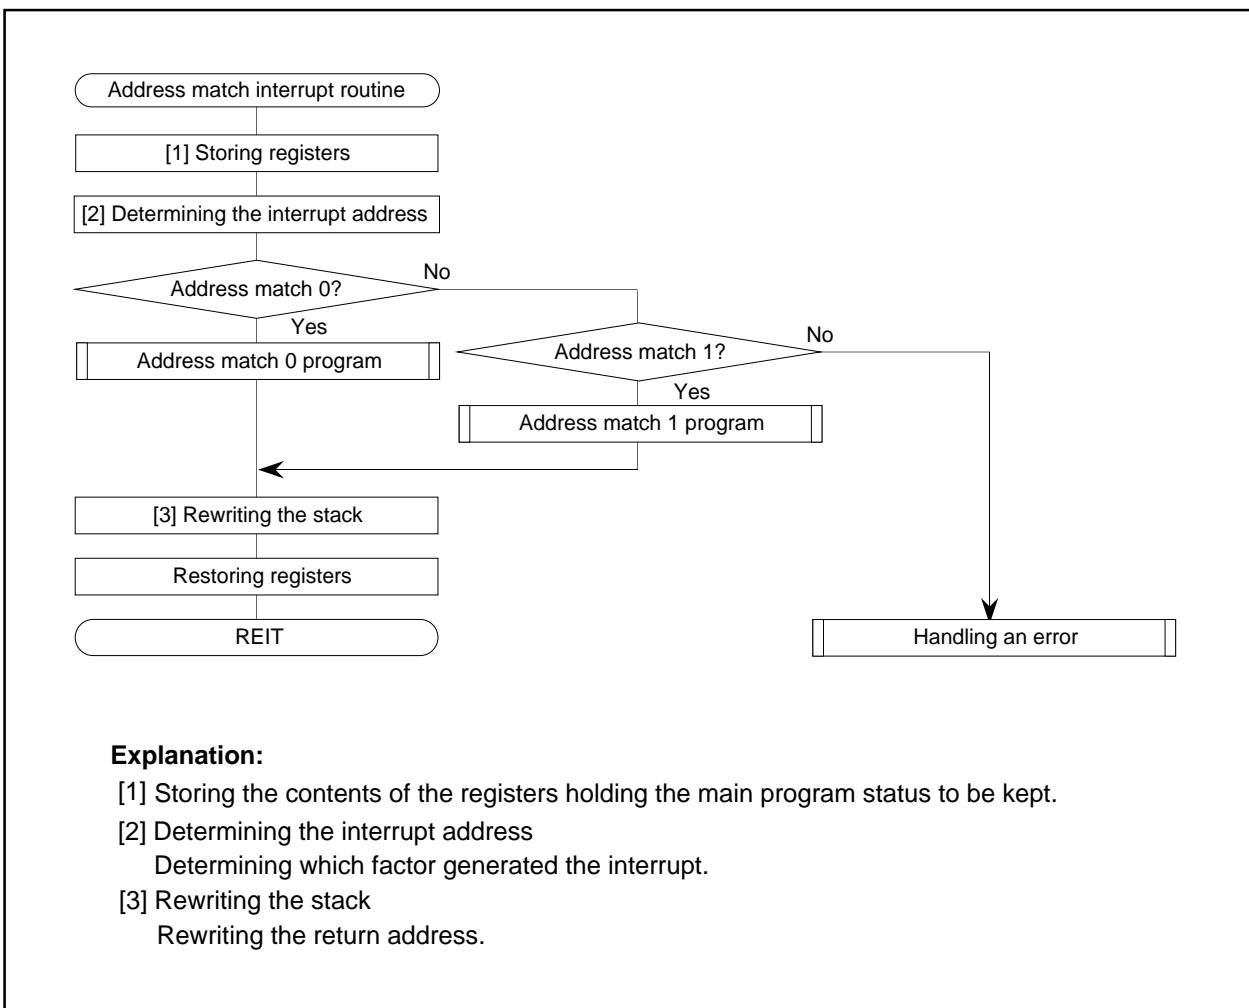 Address match interrupt routine
[1] Storing registers
[2] Determining the interrupt address
Address match 0?
No
Yes
Address match 0 program
Address match 1?
No
Yes
Address match 1 program
[3] Rewriting the stack
Restoring registers
REIT
Handling an error
Explanation:
[1] Storing the contents of the registers holding the main program status to be kept.
[2] Determining the interrupt address
Determining which factor generated the interrupt.
[3] Rewriting the stack
Rewriting the return address.